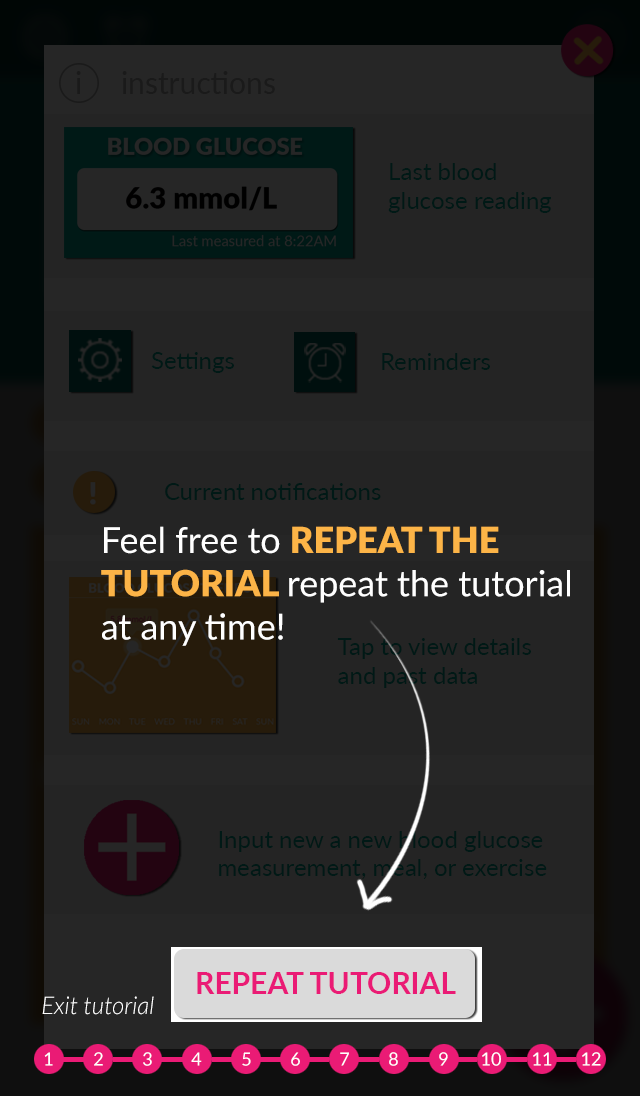 i instructions
BLOOD GLUCOSE
6.3 mmol/L
Last measured at 8:22AM
Last blood
glucose reading
Settings
Reminders
!
Current notifications
Feel free to REPEAT THE
TUTORIAL repeat the tutorial
at any time!
Tap to view details
and past data
SUN MON TUE WED THU FRI SAT SUN
Input new a new blood glucose
measurement, meal, or exercise
REPEAT TUTORIAL
Exit tutorial
1 2 3 4 5 6 7 8 9 10 11 12